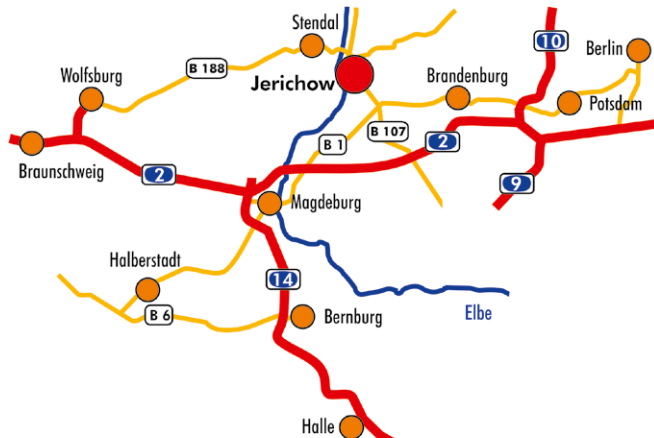 Stendal
10
Berlin
Wolfsburg
B 188
Jerichow
Brandenburg
Potsdam
B 107
B 1
2
Braunschweig
2
9
Magdeburg
Halberstadt
14
B 6
Bernburg
Elbe
Halle